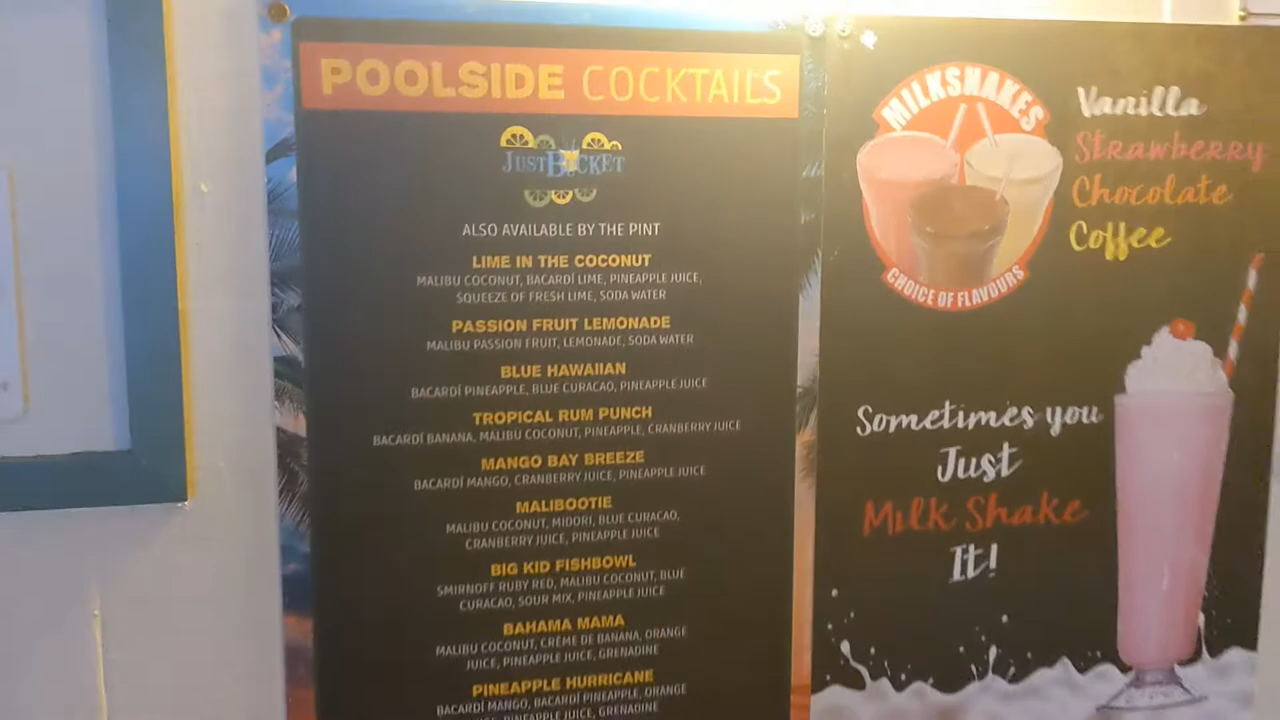 POOLSIDE COCKTAILS
JUST BUCKET
ALSO AVAILABLE BY THE PINT
LIME IN THE COCONUT
MALIBU COCONUT, BACARDÍ LIME, PINEAPPLE JUICE,
SQUEEZE OF FRESH LIME, SODA WATER
PASSION FRUIT LEMONADE
MALIBU PASSION FRUIT, LEMONADE, SODA WATER
BLUE HAWAIIAN
BACARDÍ PINEAPPLE, BLUE CURACAO, PINEAPPLE JUICE
TROPICAL RUM PUNCH
BACARDÍ BANANA, MALIBU COCONUT, PINEAPPLE, CRANBERRY JUICE
MANGO BAY BREEZE
BACARDÍ MANGO, CRANBERRY JUICE, PINEAPPLE JUICE
MALIBOOTIE
MALIBU COCONUT, MIDORI, BLUE CURACAO,
CRANBERRY JUICE, PINEAPPLE JUICE
BIG KID FISHBOWL
SMIRNOFF RUBY RED, MALIBU COCONUT, BLUE
CURACAO, SOUR MIX, PINEAPPLE JUICE
BAHAMA MAMA
MALIBU COCONUT, CRÈME DE BANANA, ORANGE
JUICE, PINEAPPLE JUICE, GRENADINE
PINEAPPLE HURRICANE
BACARDÍ MANGO, BACARDÍ PINEAPPLE, ORANGE
PINEAPPLE JUICE, GRENADINE
MILKSHAKES
CHOICE OF FLAVOURS
Vanilla
Strawberry
Chocolate
Coffee
Sometimes you
Just
Milk Shake
It!